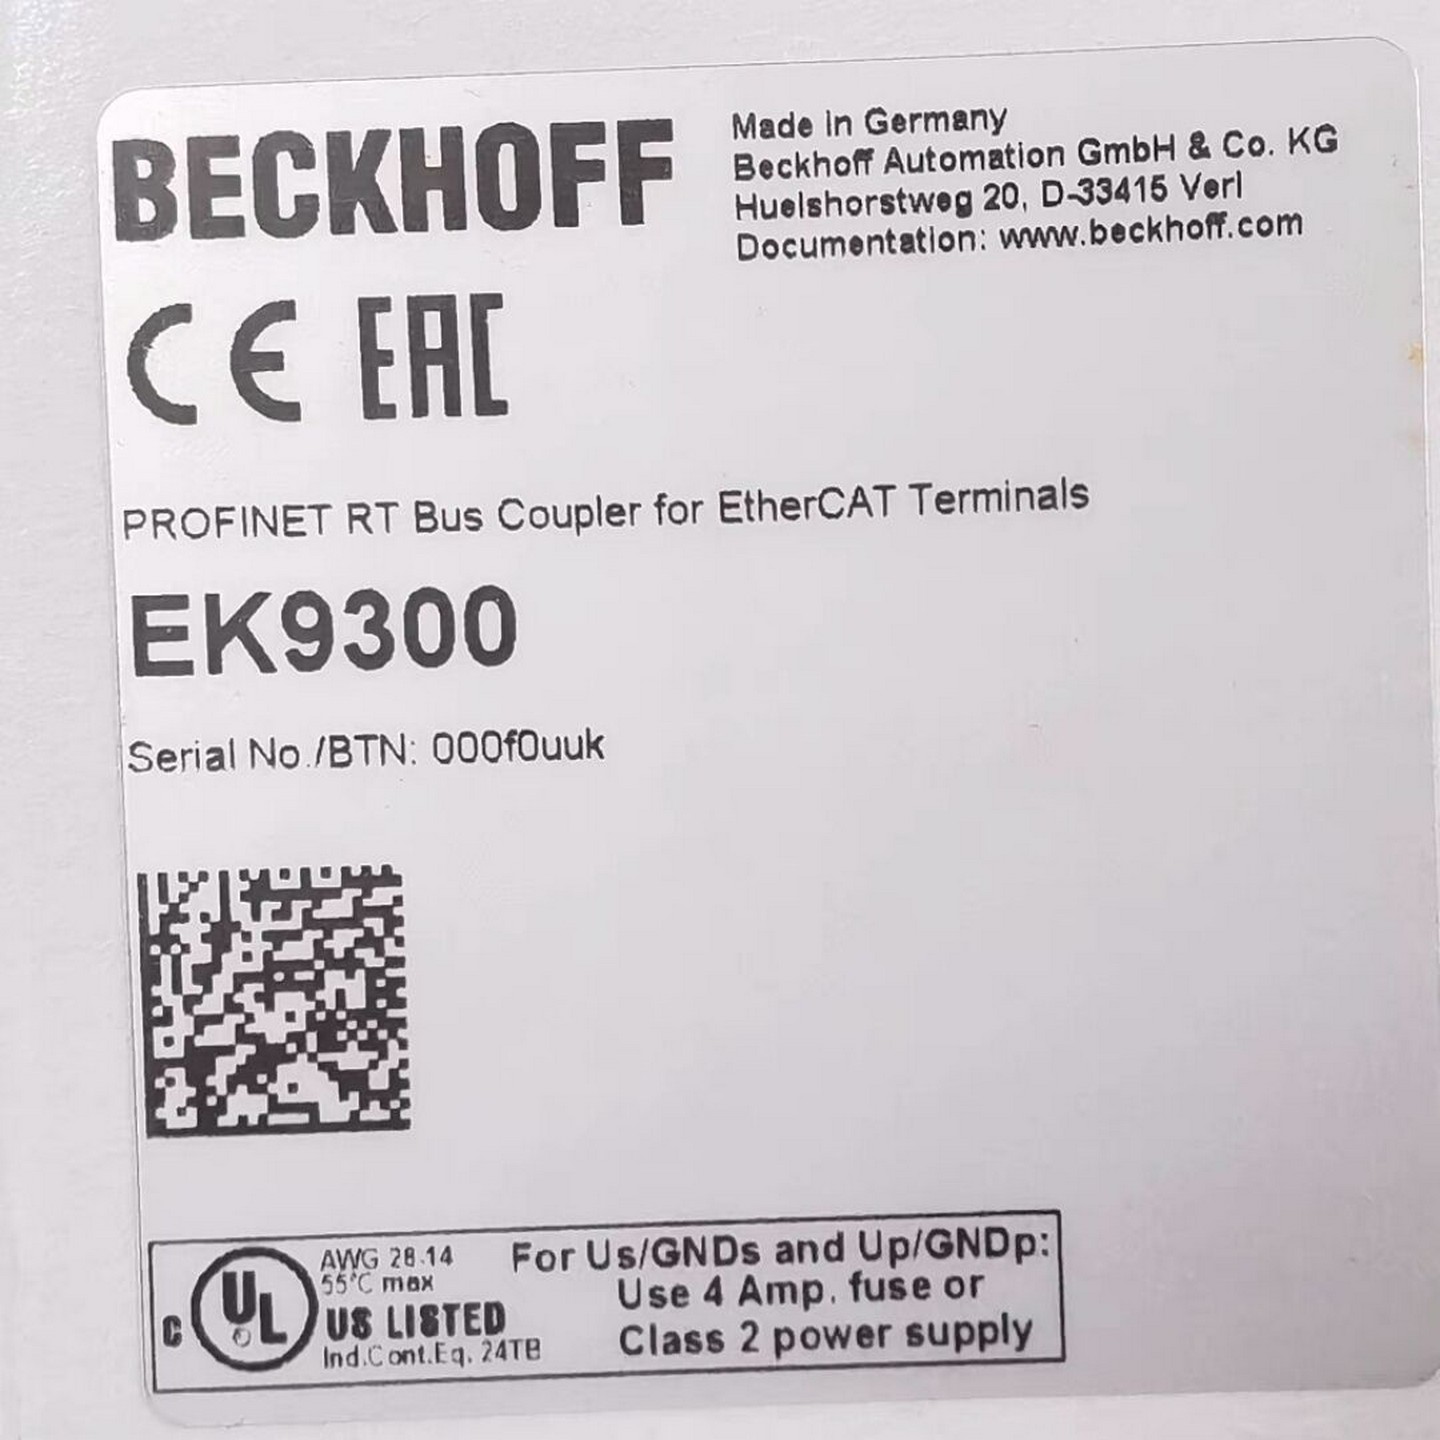 BECKHOFF
Made in Germany
Beckhoff Automation GmbH & Co. KG
Huelshorstweg 20, D-33415 Verl
Documentation: www.beckhoff.com
CE EAC
PROFINET RT Bus Coupler for EtherCAT Terminals
EK9300
Serial No./BTN: 000f0uuk
C UL
AWG 28-14
55°C max
US LISTED
Ind.Cont.Eq. 24TB
For Us/GNDs and Up/GNDp:
Use 4 Amp. fuse or
Class 2 power supply